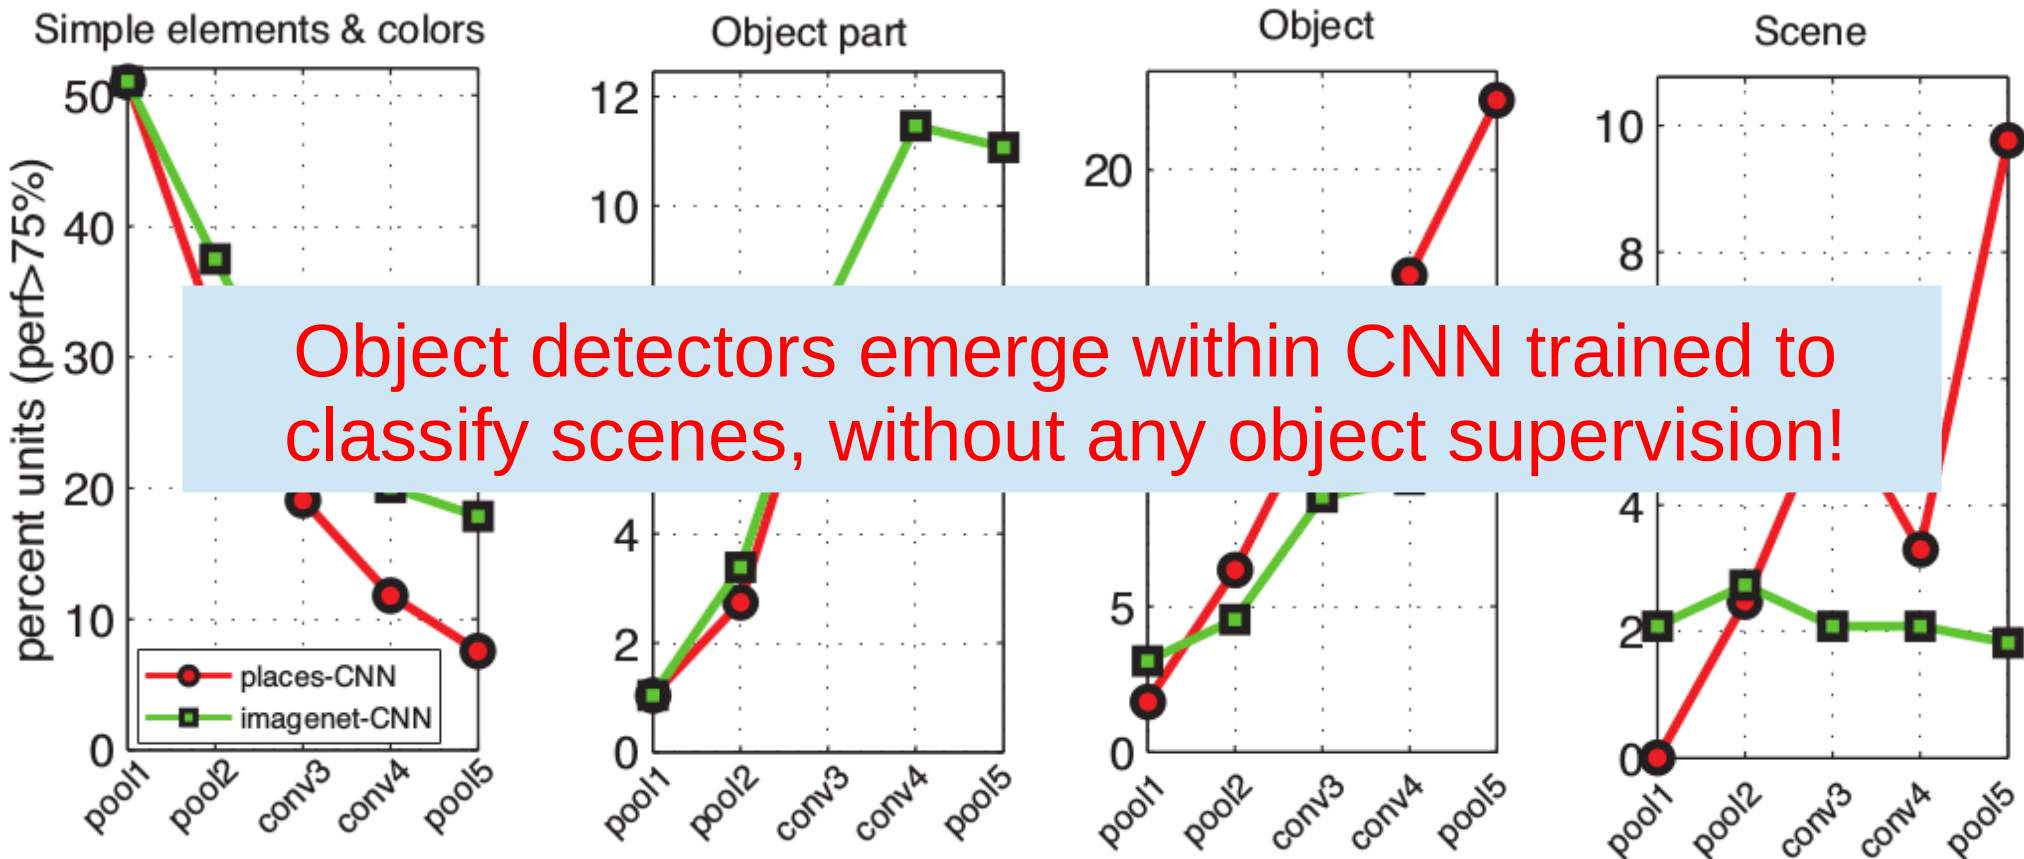 Simple elements & colors
Object part
Object
Scene
percent units (perf>75%)
50
40
30
20
10
0
pool1
pool2
conv3
conv4
pool5
places-CNN
imagenet-CNN
12
10
4
2
0
pool1
pool2
conv3
conv4
pool5
20
5
0
pool1
pool2
conv3
conv4
pool5
10
8
4
2
0
pool1
pool2
conv3
conv4
pool5
Object detectors emerge within CNN trained to
classify scenes, without any object supervision!